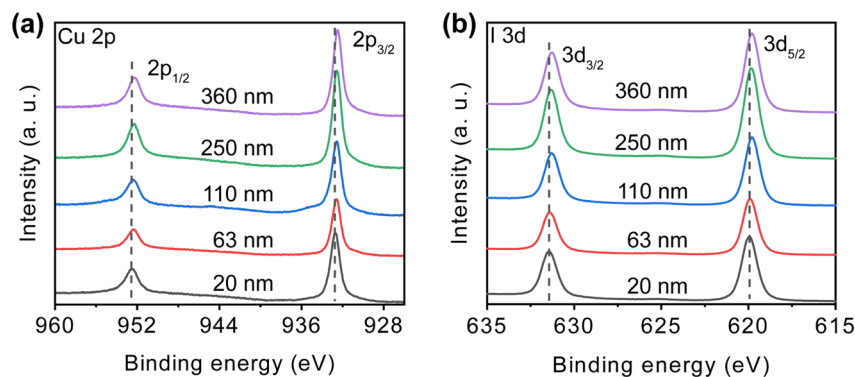 (a)
Cu 2p
2p3/2
2p1/2
360 nm
250 nm
110 nm
63 nm
20 nm
Intensity (a. u.)
960
952
944
936
928
Binding energy (eV)
(b)
I 3d
3d3/2
3d5/2
360 nm
250 nm
110 nm
63 nm
20 nm
Intensity (a. u.)
635
630
625
620
615
Binding energy (eV)